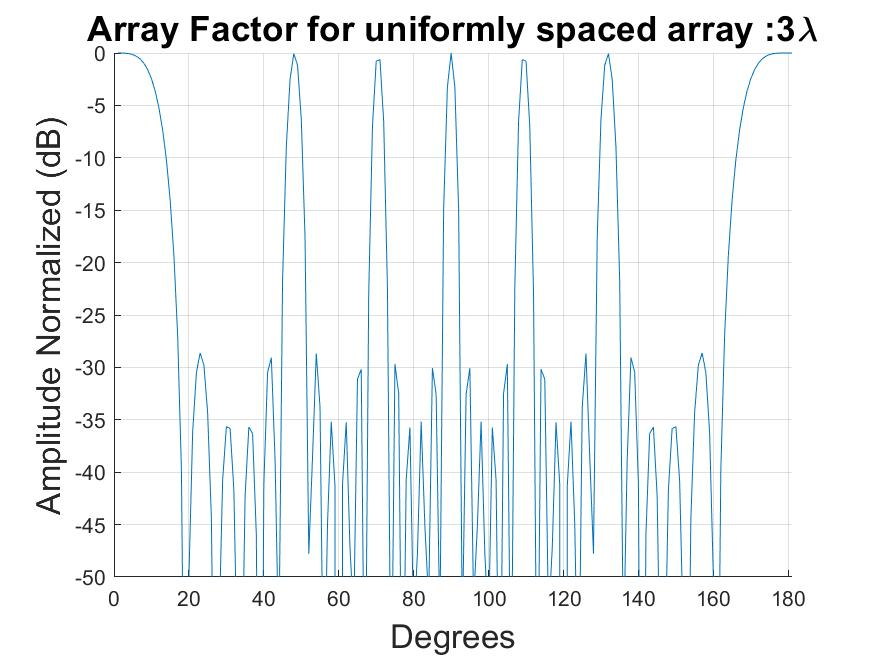 Array Factor for uniformly spaced array :3λ
Amplitude Normalized (dB)
0
-5
-10
-15
-20
-25
-30
-35
-40
-45
-50
0 20 40 60 80 100 120 140 160 180
Degrees